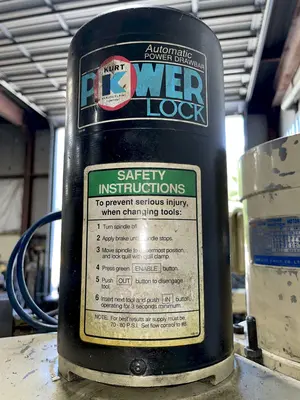 Automatic
POWER DRAWBAR
KURT
POWER
LOCK
SAFETY
INSTRUCTIONS
To prevent serious injury,
when changing tools:
1 Turn spindle off.
2 Apply brake until spindle stops.
3 Move spindle to uppermost position
and lock quill with quill clamp.
4 Press green ENABLE button.
5 Push OUT button to disengage
tool.
6 Insert next tool and push IN button
operating for 3 seconds minimum.
NOTE: For best results air supply must be
70 - 80 P.S.I. Set flow control to #8.